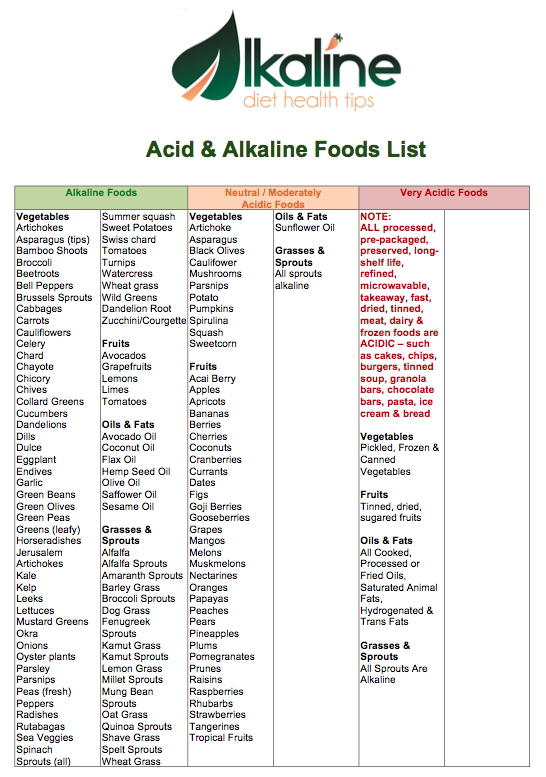 Alkaline
diet health tips
Acid & Alkaline Foods List
Alkaline Foods
Vegetables
Artichokes
Asparagus (tips)
Bamboo Shoots
Broccoli
Beetroots
Bell Peppers
Brussels Sprouts
Cabbages
Carrots
Cauliflowers
Celery
Chard
Chayote
Chicory
Chives
Collard Greens
Cucumbers
Dandelions
Dills
Dulce
Eggplant
Endives
Garlic
Green Beans
Green Olives
Green Peas
Greens (leafy)
Horseradishes
Jerusalem
Artichokes
Kale
Kelp
Leeks
Lettuces
Mustard Greens
Okra
Onions
Oyster plants
Parsley
Parsnips
Peas (fresh)
Peppers
Radishes
Rutabagas
Sea Veggies
Spinach
Sprouts (all)
Summer squash
Sweet Potatoes
Swiss chard
Tomatoes
Turnips
Watercress
Wheat grass
Wild Greens
Dandelion Root
Zucchini/Courgette
Fruits
Avocados
Grapefruits
Lemons
Limes
Tomatoes
Oils & Fats
Avocado Oil
Coconut Oil
Flax Oil
Hemp Seed Oil
Olive Oil
Saffower Oil
Sesame Oil
Grasses &
Sprouts
Alfalfa
Alfalfa Sprouts
Amaranth Sprouts
Barley Grass
Broccoli Sprouts
Dog Grass
Fenugreek
Sprouts
Kamut Grass
Kamut Sprouts
Lemon Grass
Millet Sprouts
Mung Bean
Sprouts
Oat Grass
Quinoa Sprouts
Shave Grass
Spelt Sprouts
Wheat Grass
Neutral / Moderately
Acidic Foods
Vegetables
Artichoke
Asparagus
Black Olives
Caulifower
Mushrooms
Parsnips
Potato
Pumpkins
Spirulina
Squash
Sweetcorn
Fruits
Acai Berry
Apples
Apricots
Bananas
Berries
Cherries
Coconuts
Cranberries
Currants
Dates
Figs
Goji Berries
Gooseberries
Grapes
Mangos
Melons
Muskmelons
Nectarines
Oranges
Papayas
Peaches
Pears
Pineapples
Plums
Pomegranates
Prunes
Raisins
Raspberries
Rhubarbs
Strawberries
Tangerines
Tropical Fruits
Oils & Fats
Sunflower Oil
Grasses &
Sprouts
All sprouts
alkaline
Very Acidic Foods
NOTE:
ALL processed,
pre-packaged,
preserved, long-
shelf life,
refined,
microwavable,
takeaway, fast,
dried, tinned,
meat, dairy &
frozen foods are
ACIDIC – such
as cakes, chips,
burgers, tinned
soup, granola
bars, chocolate
bars, pasta, ice
cream & bread
Vegetables
Pickled, Frozen &
Canned
Vegetables
Fruits
Tinned, dried,
sugared fruits
Oils & Fats
All Cooked,
Processed or
Fried Oils,
Saturated Animal
Fats,
Hydrogenated &
Trans Fats
Grasses &
Sprouts
All Sprouts Are
Alkaline